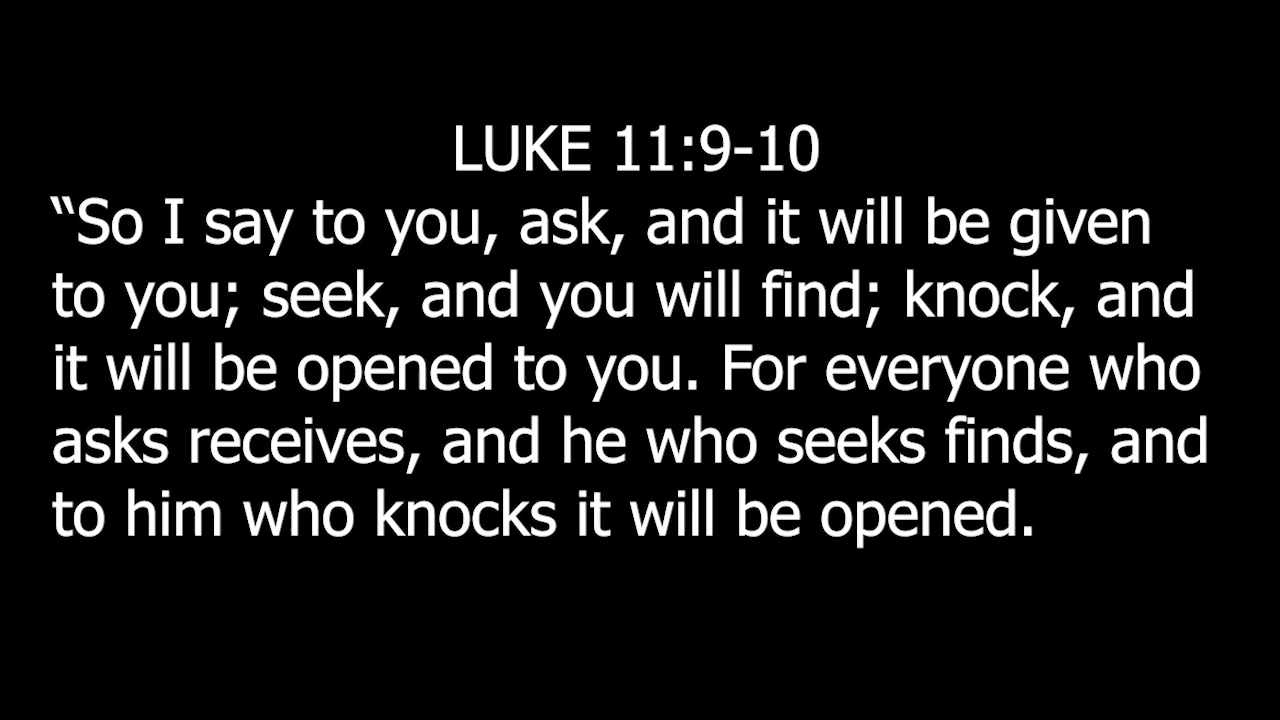 LUKE 11:9-10
“So I say to you, ask, and it will be given
to you; seek, and you will find; knock, and
it will be opened to you. For everyone who
asks receives, and he who seeks finds, and
to him who knocks it will be opened.